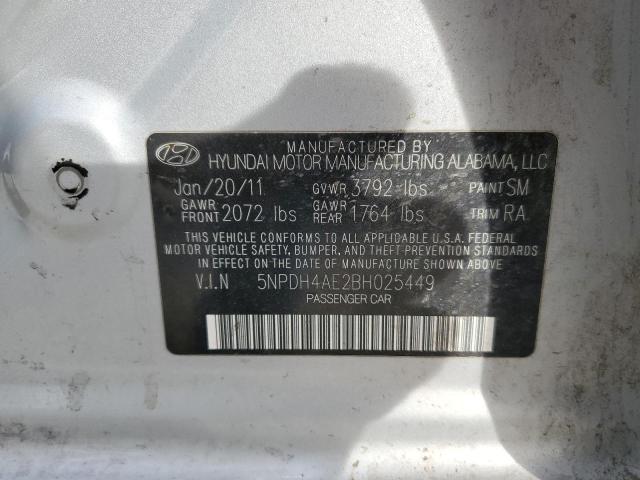 MANUFACTURED BY
HYUNDAI MOTOR MANUFACTURING ALABAMA, LLC
Jan/20/11 GVWR 3792 lbs PAINT SM
GAWR FRONT 2072 lbs GAWR REAR 1764 lbs TRIM RA
THIS VEHICLE CONFORMS TO ALL APPLICABLE U.S.A. FEDERAL
MOTOR VEHICLE SAFETY, BUMPER, AND THEFT PREVENTION STANDARDS
IN EFFECT ON THE DATE OF MANUFACTURE SHOWN ABOVE
V.I.N 5NPDH4AE2BH025449
PASSENGER CAR